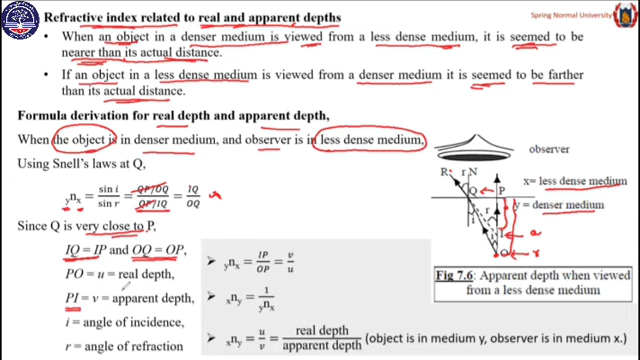 Refractive index related to real and apparent depths
Spring Normal University
• When an object in a denser medium is viewed from a less dense medium, it is seemed to be
nearer than its actual distance.
• If an object in a less dense medium is viewed from a denser medium it is seemed to be farther
than its actual distance.
Formula derivation for real depth and apparent depth,
When the object is in denser medium, and observer is in less dense medium,
Using Snell's laws at Q,
ynx = sin i / sin r = QP/OQ / QP/IQ = IQ / OQ
Since Q is very close to P,
IQ = IP and OQ = OP,
PO = u = real depth,
PI = v = apparent depth,
i = angle of incidence,
r = angle of refraction
➢ ynx = IP / OP = v / u
➢ xny = 1 / ynx
➢ xny = u / v = real depth / apparent depth (object is in medium y, observer is in medium x.)
observer
R N
Q P
x= less dense medium
y = denser medium
r
i
I a
O r
Fig 7.6: Apparent depth when viewed
from a less dense medium